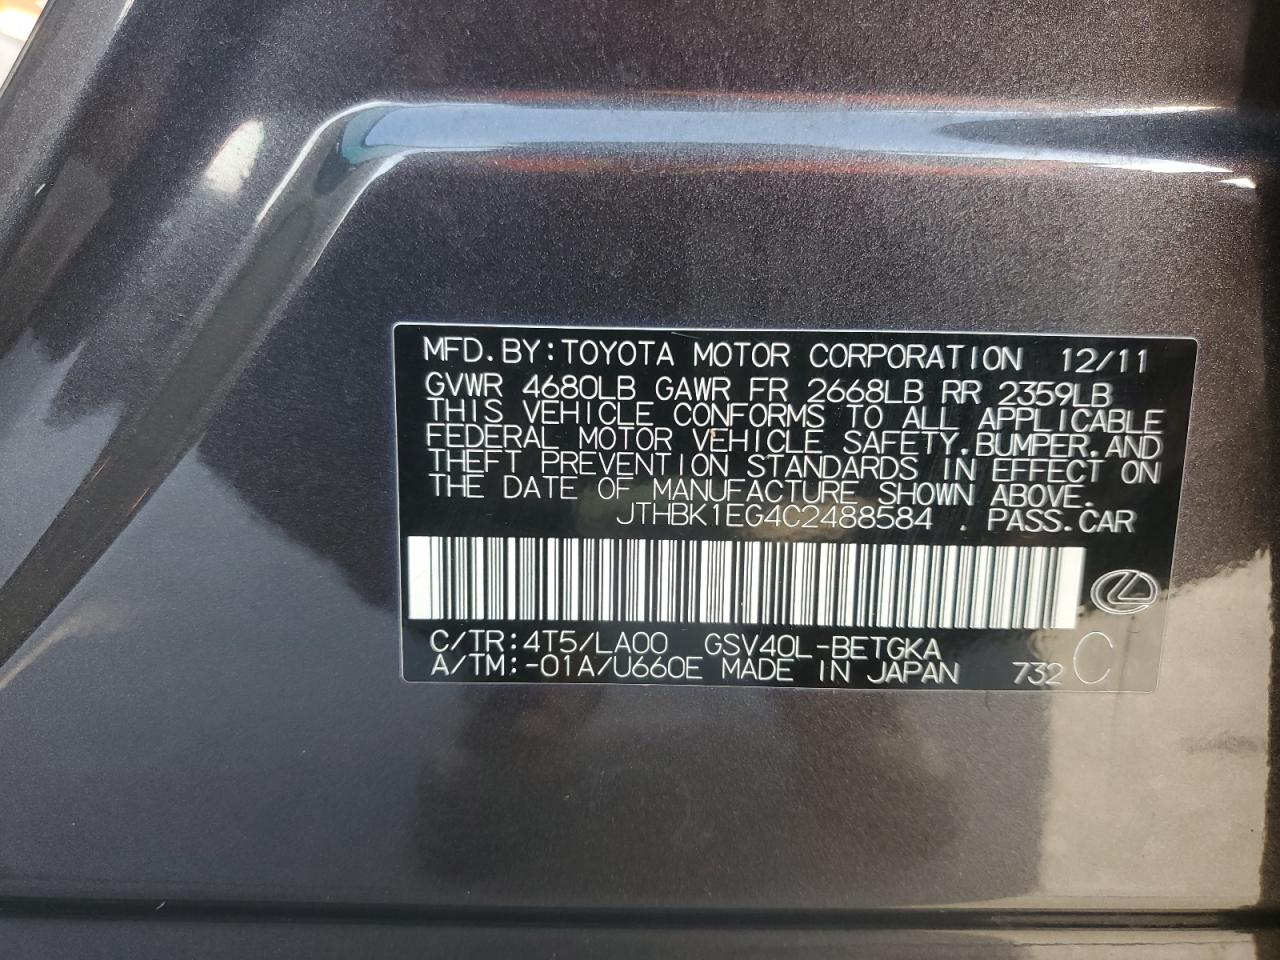 MFD.BY:TOYOTA MOTOR CORPORATION 12/11
GVWR 4680LB GAWR FR 2668LB RR 2359LB
THIS VEHICLE CONFORMS TO ALL APPLICABLE
FEDERAL MOTOR VEHICLE SAFETY,BUMPER,AND
THEFT PREVENTION STANDARDS IN EFFECT ON
THE DATE OF MANUFACTURE SHOWN ABOVE.
JTHBK1EG4C2488584 . PASS.CAR
C/TR:4T5/LA00 GSV40L-BETGKA C
A/TM:-01A/U660E MADE IN JAPAN 732